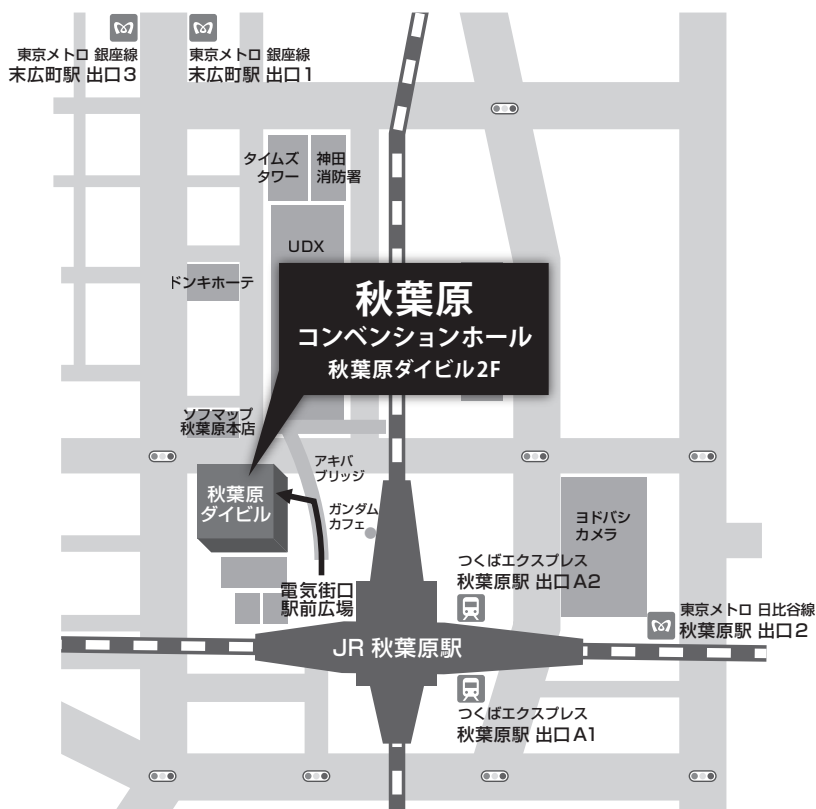 東京メトロ 銀座線
末広町駅 出口3
東京メトロ 銀座線
末広町駅 出口1
タイムズ
タワー
神田
消防署
UDX
ドンキホーテ
秋葉原
コンベンションホール
秋葉原ダイビル2F
ソフマップ
秋葉原本店
アキバ
ブリッジ
秋葉原
ダイビル
ガンダム
カフェ
ヨドバシ
カメラ
つくばエクスプレス
秋葉原駅 出口A2
電気街口
駅前広場
東京メトロ 日比谷線
秋葉原駅 出口2
JR 秋葉原駅
つくばエクスプレス
秋葉原駅 出口A1